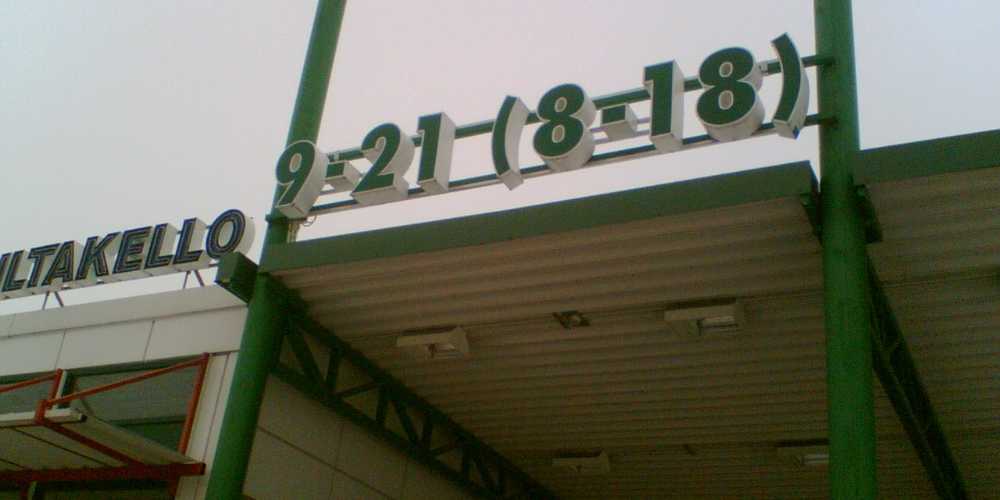 9-21 (8-18)
ILTAKELLO